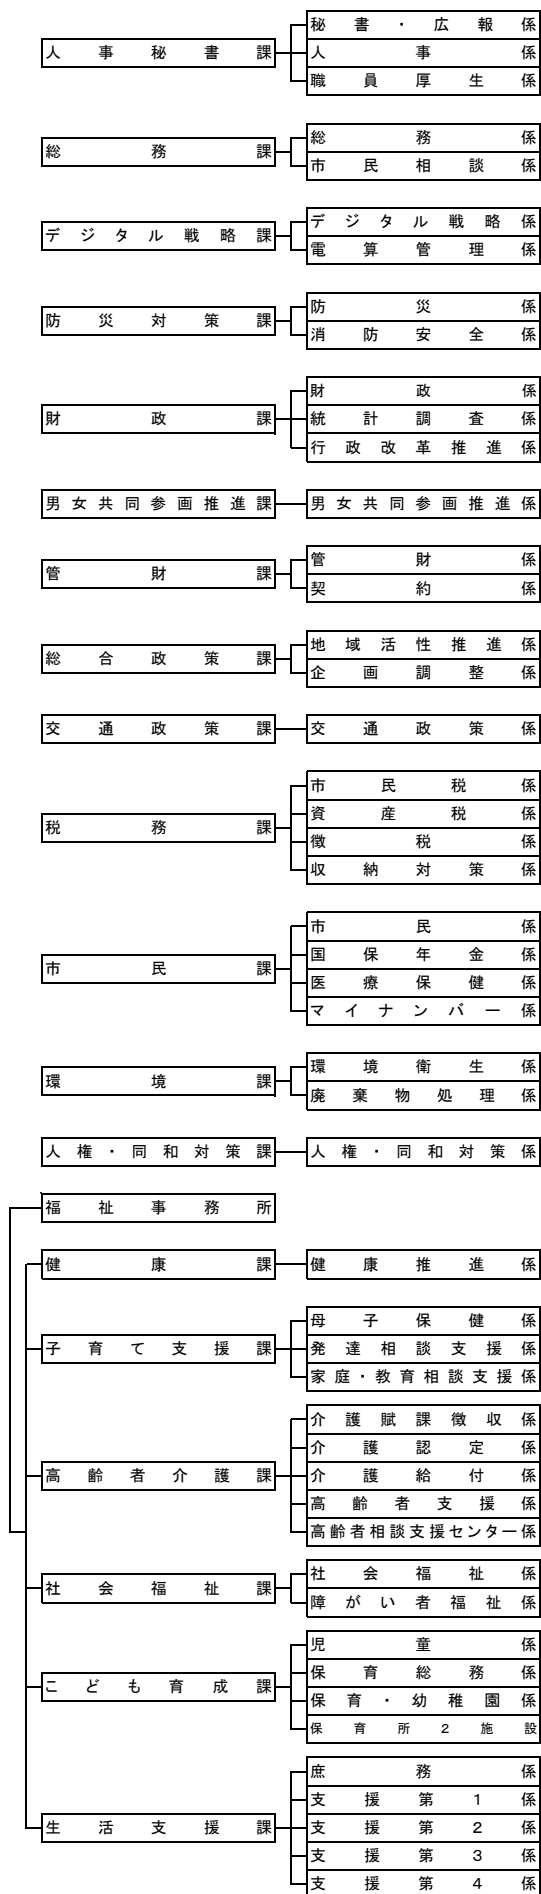 人事秘書課
秘書・広報係
人事係
職員厚生係
総務課
総務係
市民相談係
デジタル戦略課
デジタル戦略係
電算管理係
防災対策課
防災係
消防安全係
財政課
財政係
統計調査係
行政改革推進係
男女共同参画推進課
男女共同参画推進係
管財課
管財係
契約係
総合政策課
地域活性推進係
企画調整係
交通政策課
交通政策係
税務課
市民税係
資産税係
徴税係
収納対策係
市民課
市民係
国保年金係
医療保健係
マイナンバー係
環境課
環境衛生係
廃棄物処理係
人権・同和対策課
人権・同和対策係
福祉事務所
健康課
健康推進係
子育て支援課
母子保健係
発達相談支援係
家庭・教育相談支援係
高齢者介護課
介護賦課徴収係
介護認定係
介護給付係
高齢者支援係
高齢者相談支援センター係
社会福祉課
社会福祉係
障がい者福祉係
こども育成課
児童係
保育総務係
保育・幼稚園係
保育所2施設
生活支援課
庶務係
支援第1係
支援第2係
支援第3係
支援第4係